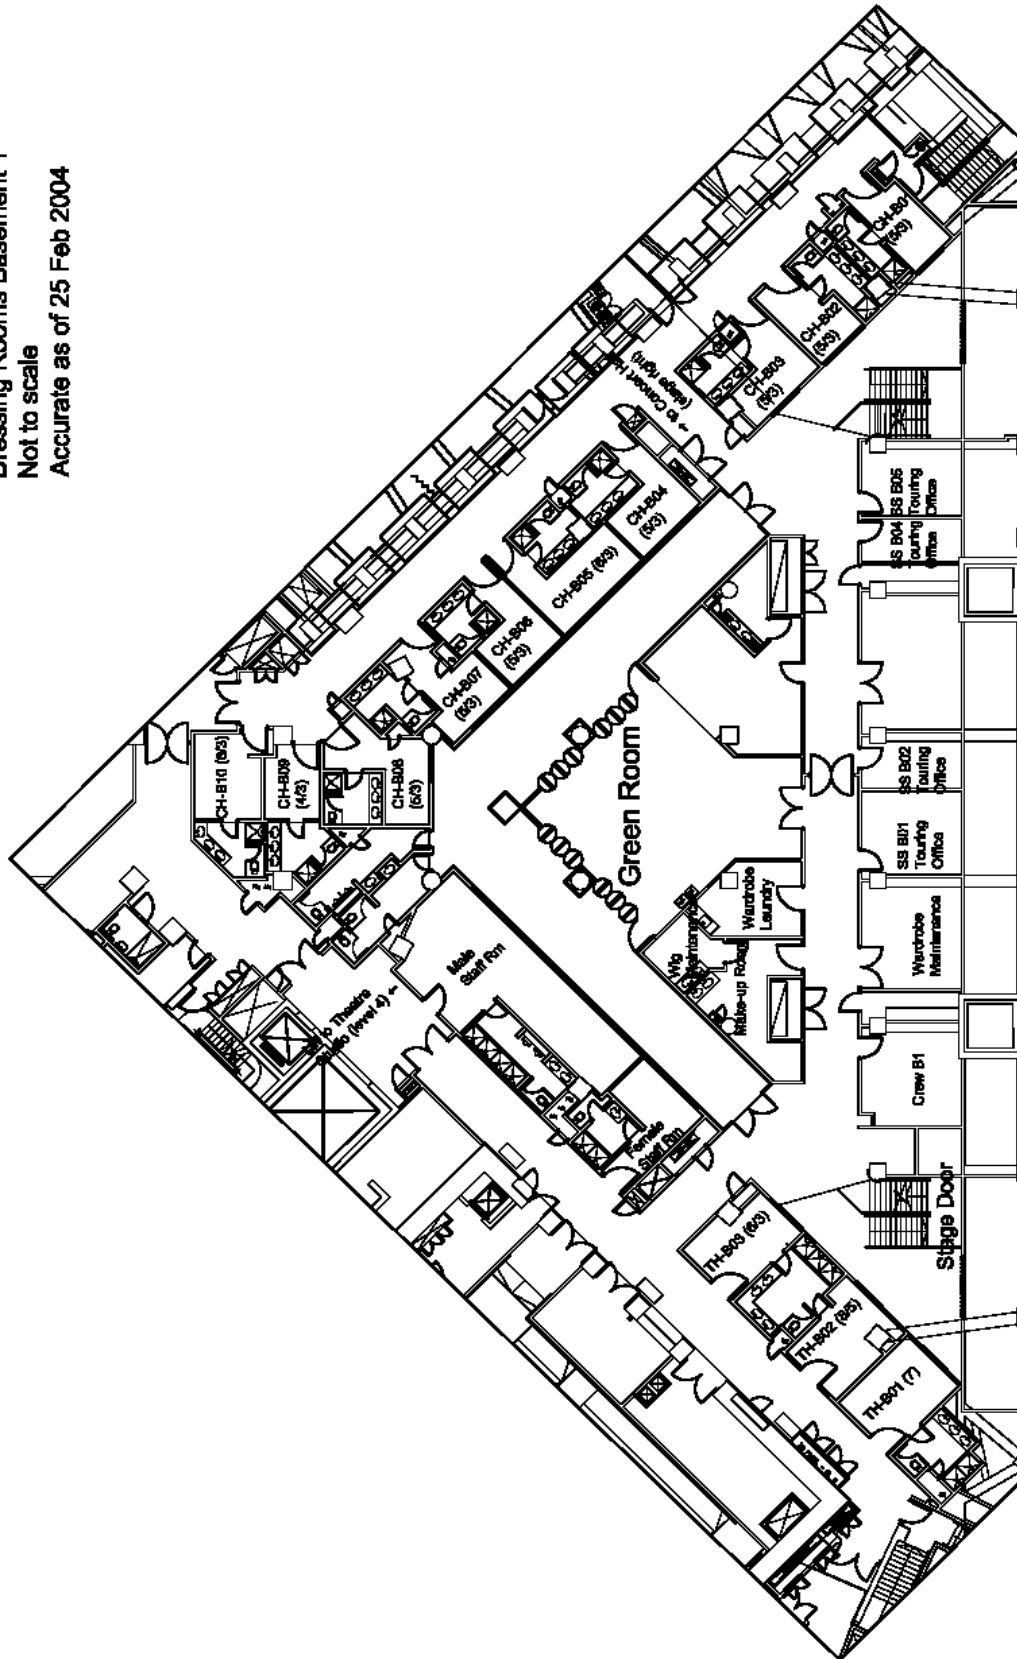 Dressing Rooms Basement 1
Not to scale
Accurate as of 25 Feb 2004
CH-B01
(5/3)
CH-B02
(5/3)
CH-B03
(5/3)
→ to Concert Hall
(stage right)
CH-B04
(5/3)
CH-B05 (6/3)
CH-B06
(5/3)
CH-B07
(5/3)
CH-B08
(5/3)
CH-B09
(4/3)
CH-B10 (6/3)
SS B05
Touring
Office
SS B04
Touring
Office
SS B02
Touring
Office
SS B01
Touring
Office
Green Room
Wardrobe
Laundry
Wig
Maintenance
Make-up Room
Wardrobe
Maintenance
Crew B1
Male
Staff Rm
Female
Staff Rm
to Theatre
Studio (level 4) ←
Stage Door
TH-B03 (6/3)
TH-B02 (8/5)
TH-B01 (7)